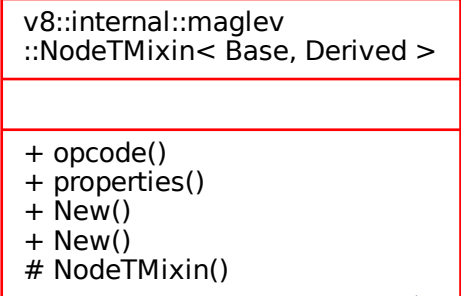 v8::internal::maglev
::NodeTMixin< Base, Derived >
+ opcode()
+ properties()
+ New()
+ New()
# NodeTMixin()